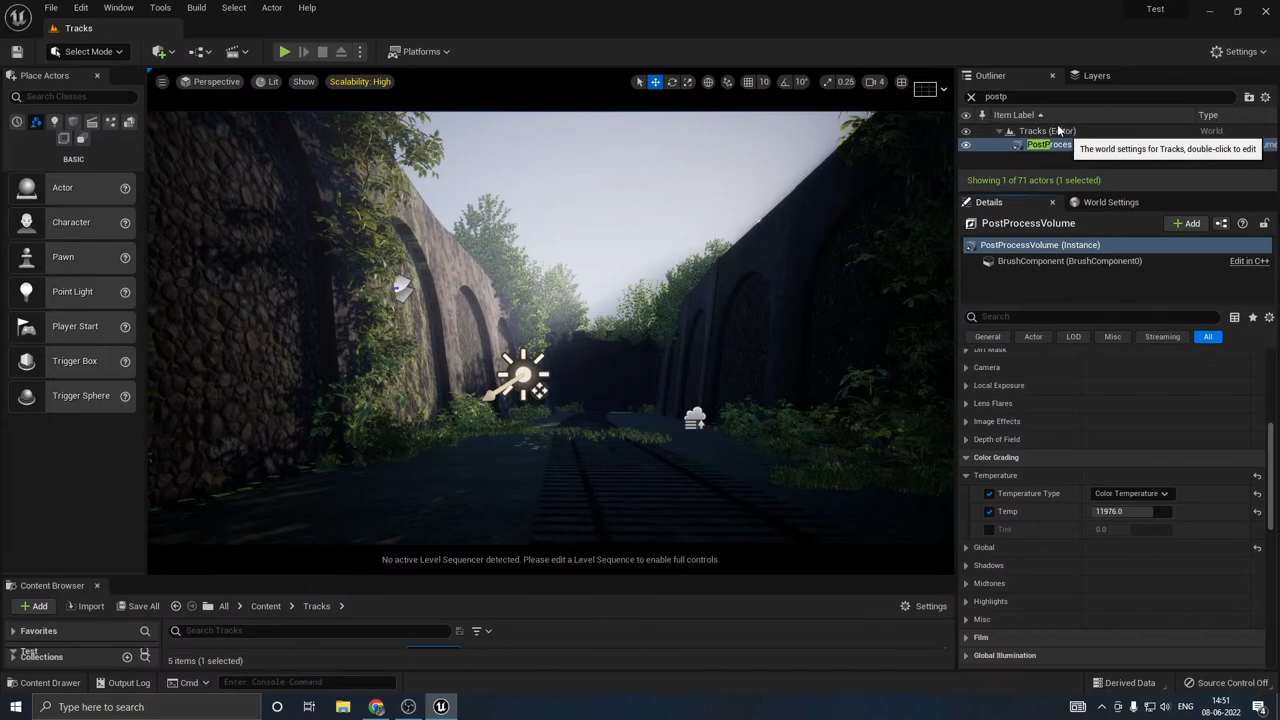 File Edit Window Tools Build Select Actor Help
Test
Tracks
Select Mode
Platforms
Settings
Place Actors
Search Classes
BASIC
Actor
Character
Pawn
Point Light
Player Start
Trigger Box
Trigger Sphere
Perspective Lit Show Scalability: High
10 10° 0.25 4
No active Level Sequencer detected. Please edit a Level Sequence to enable full controls.
Outliner Layers
postp
Item Label Type
Tracks (Editor) World
PostProces
The world settings for Tracks, double-click to edit
Showing 1 of 71 actors (1 selected)
Details World Settings
PostProcessVolume
Add
PostProcessVolume (Instance)
BrushComponent (BrushComponent0) Edit in C++
Search
General Actor LOD Misc Streaming All
Dirt Mask
Camera
Local Exposure
Lens Flares
Image Effects
Depth of Field
Color Grading
Temperature
Temperature Type Color Temperature
Temp 11976.0
Tint 0.0
Global
Shadows
Midtones
Highlights
Misc
Film
Global Illumination
Content Browser
Add Import Save All All Content Tracks Settings
Favorites
Test
Collections
Search Tracks
5 items (1 selected)
Content Drawer Output Log Cmd Enter Console Command Derived Data Source Control Off
Type here to search
14:51
08-06-2022